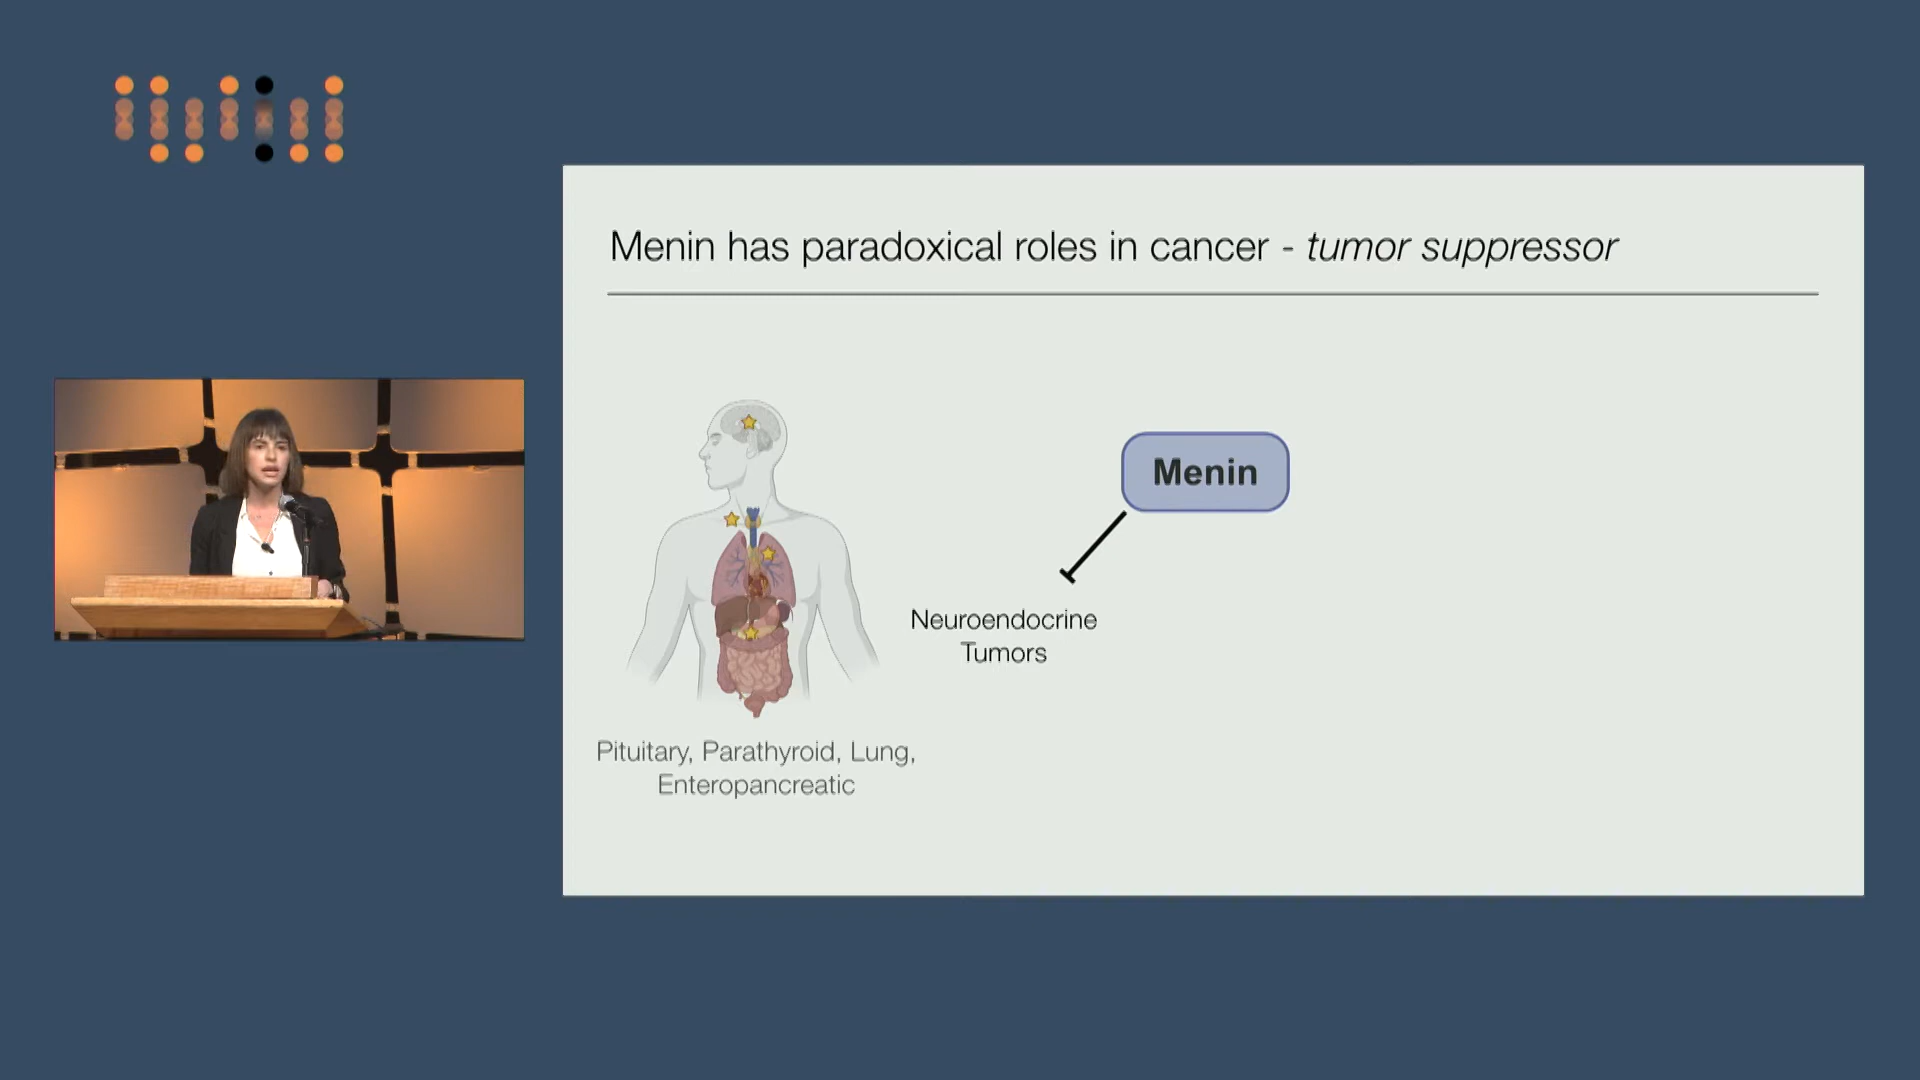 Menin has paradoxical roles in cancer - tumor suppressor
Menin
Neuroendocrine
Tumors
Pituitary, Parathyroid, Lung,
Enteropancreatic